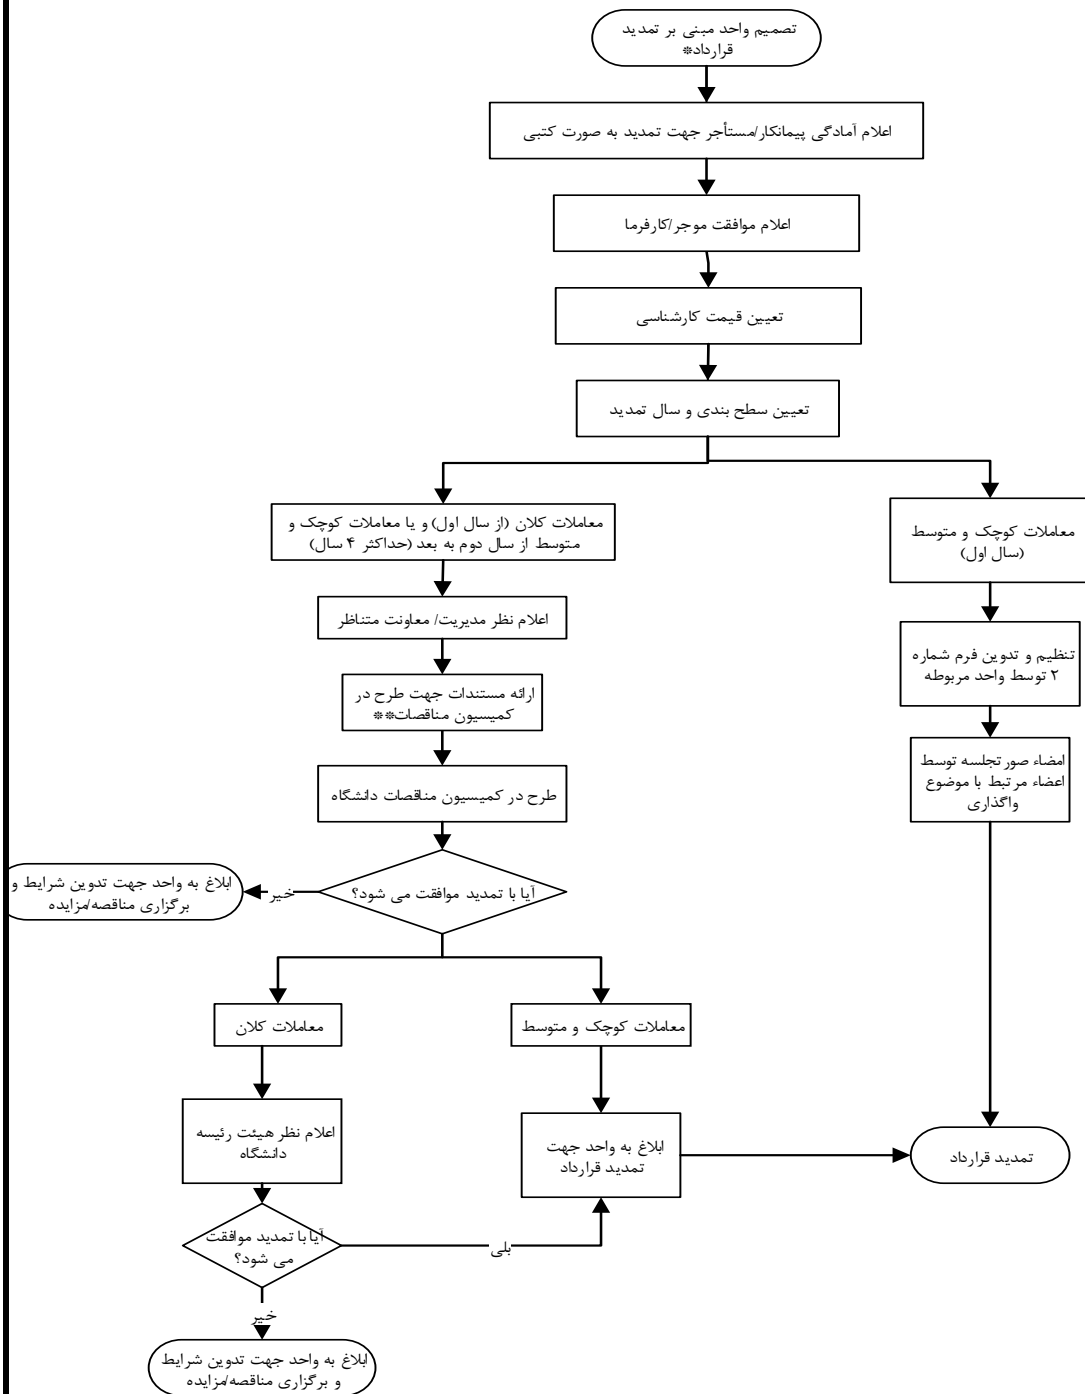 تصمیم واحد مبنی بر تمدید
قرارداد*
اعلام آمادگی پیمانکار/مستأجر جهت تمدید به صورت کتبی
اعلام موافقت موجر/کارفرما
تعیین قیمت کارشناسی
تعیین سطح بندی و سال تمدید
معاملات کوچک و متوسط
(سال اول)
معاملات کلان (از سال اول) و یا معاملات کوچک و
متوسط از سال دوم به بعد (حداکثر ۴ سال)
تنظیم و تدوین فرم شماره
۲ توسط واحد مربوطه
اعلام نظر مدیریت/ معاونت متناظر
ارائه مستندات جهت طرح در
کمیسیون مناقصات**
امضاء صورتجلسه توسط
اعضاء مرتبط با موضوع
واگذاری
طرح در کمیسیون مناقصات دانشگاه
آیا با تمدید موافقت می شود؟
خیر
ابلاغ به واحد جهت تدوین شرایط و
برگزاری مناقصه/مزایده
معاملات کوچک و متوسط
معاملات کلان
اعلام نظر هیئت رئیسه
دانشگاه
ابلاغ به واحد جهت
تمدید قرارداد
تمدید قرارداد
آیا با تمدید موافقت
می شود؟
بلی
خیر
ابلاغ به واحد جهت تدوین شرایط
و برگزاری مناقصه/مزایده